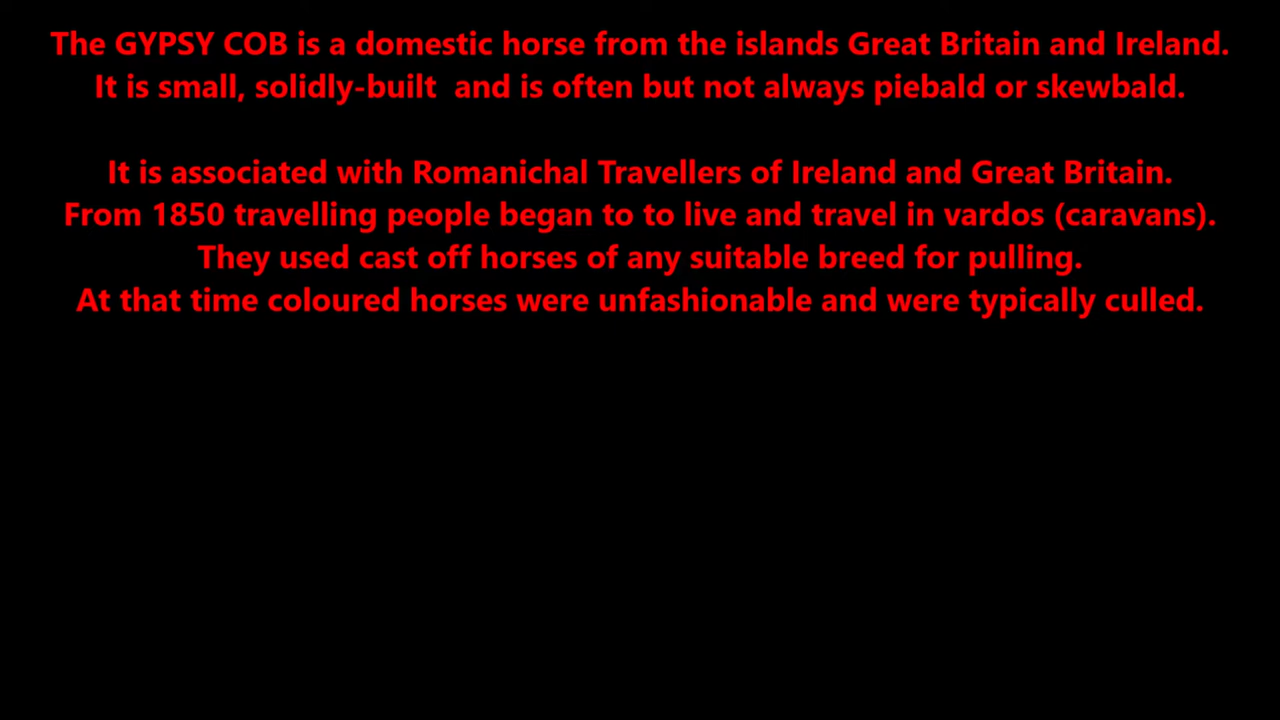 The GYPSY COB is a domestic horse from the islands Great Britain and Ireland.
It is small, solidly-built  and is often but not always piebald or skewbald.
It is associated with Romanichal Travellers of Ireland and Great Britain.
From 1850 travelling people began to to live and travel in vardos (caravans).
They used cast off horses of any suitable breed for pulling.
At that time coloured horses were unfashionable and were typically culled.